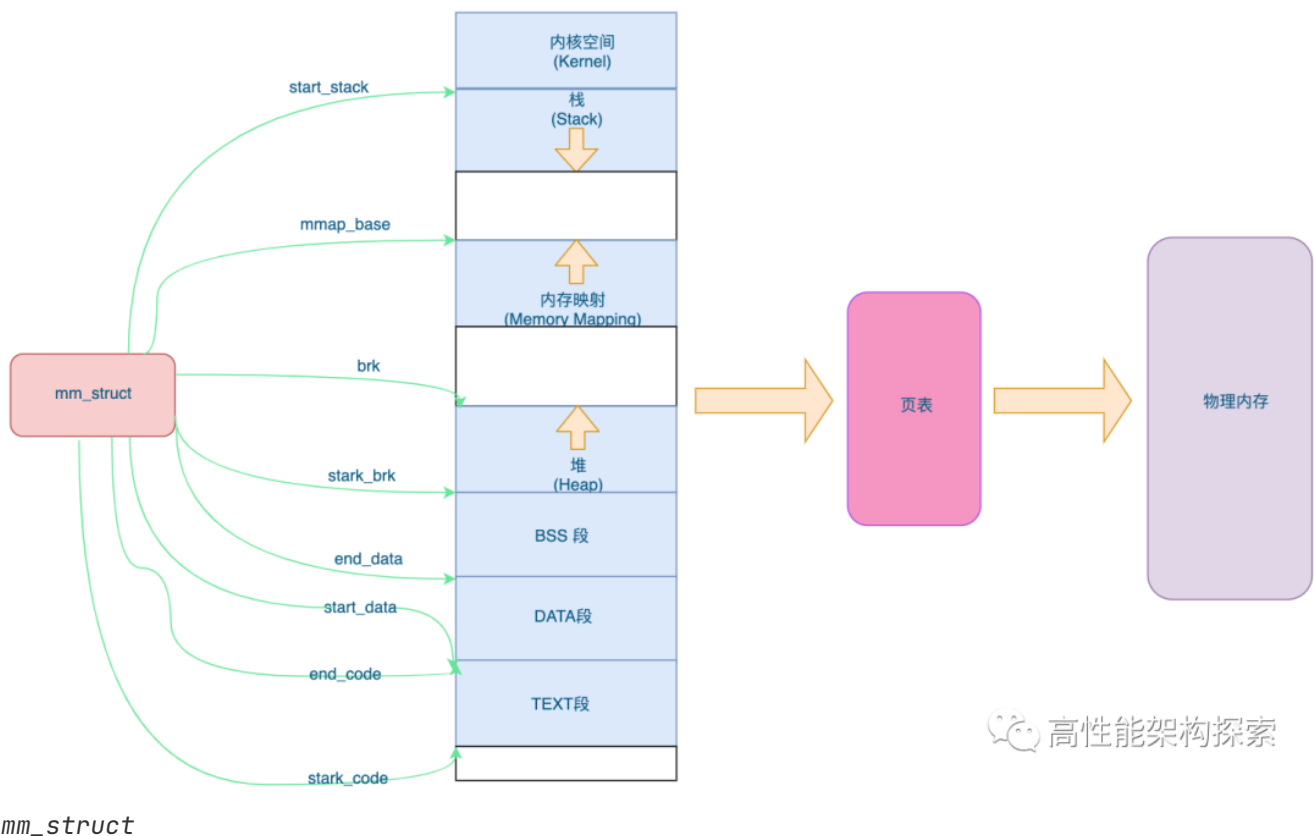 内核空间
(Kernel)
start_stack
栈
(Stack)
mmap_base
内存映射
(Memory Mapping)
brk
mm_struct
页表
物理内存
堆
(Heap)
stark_brk
BSS 段
end_data
start_data
DATA段
end_code
TEXT段
高性能架构探索
stark_code
mm_struct